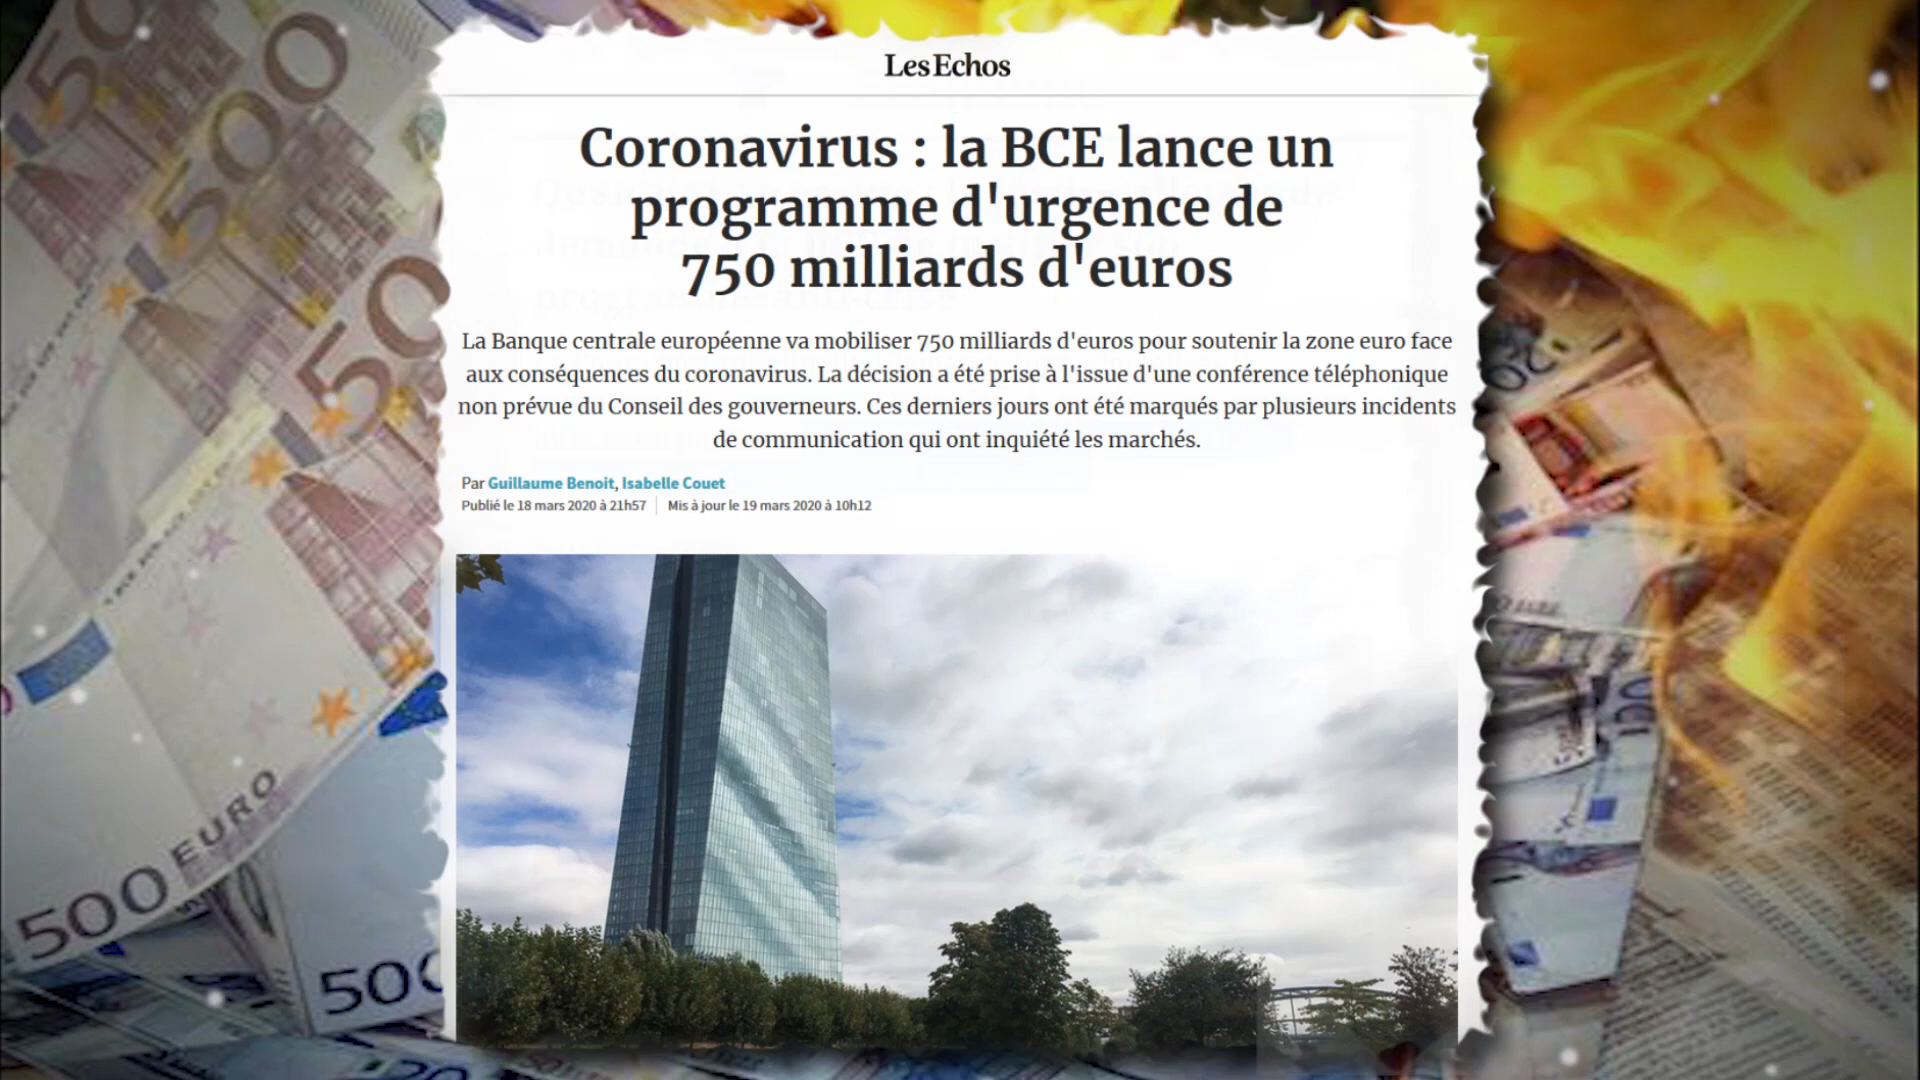 Les Echos
Coronavirus : la BCE lance un
programme d'urgence de
750 milliards d'euros
La Banque centrale européenne va mobiliser 750 milliards d'euros pour soutenir la zone euro face
aux conséquences du coronavirus. La décision a été prise à l'issue d'une conférence téléphonique
non prévue du Conseil des gouverneurs. Ces derniers jours ont été marqués par plusieurs incidents
de communication qui ont inquiété les marchés.
Par Guillaume Benoit, Isabelle Couet
Publié le 18 mars 2020 à 21h57 Mis à jour le 19 mars 2020 à 10h12
500
500 EURO